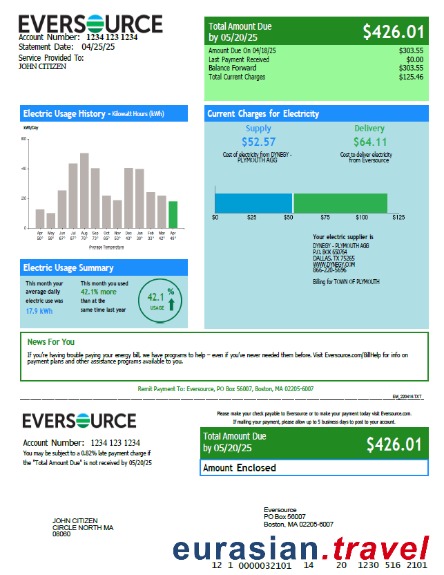 EVERSOURCE
Account Number: 1234 123 1234
Statement Date: 04/25/25
Service Provided To:
JOHN CITIZEN
Total Amount Due
by 05/20/25
$426.01
Amount Due On 04/18/25 $303.55
Last Payment Received $0.00
Balance Forward $303.55
Total Current Charges $125.46
Electric Usage History - Kilowatt Hours (kWh)
kWh/Day
60
40
20
0
Apr May Jun Jul Aug Sep Oct Nov Dec Jan Feb Mar Apr
Average Temperature
Current Charges for Electricity
Supply
$52.57
Cost of electricity from DYNEGY -
PLYMOUTH AGG
Delivery
$64.11
Cost to deliver electricity
from Eversource
$0 $25 $50 $75 $100 $125
Your electric supplier is
DYNEGY - PLYMOUTH AGG
P.O. BOX 650764
DALLAS, TX 75265
WWW.DYNEGY.COM
866-220-5696
Billing for TOWN OF PLYMOUTH
Electric Usage Summary
This month your
average daily
electric use was
17.9 kWh
This month you used
42.1% more
than at the
same time last year
42.1 %
USAGE
News For You
If you're having trouble paying your energy bill, we have programs to help – even if you've never needed them before. Visit Eversource.com/BillHelp for info on
payment plans and other assistance programs available to you.
Remit Payment To: Eversource, PO Box 56007, Boston, MA 02205-6007
EVERSOURCE
Account Number: 1234 123 1234
You may be subject to a 0.82% late payment charge if
the "Total Amount Due" is not received by 05/20/25
Please make your check payable to Eversource or to make your payment today visit Eversource.com.
If mailing your payment, please allow up to 5 business days to post to your account.
Total Amount Due
by 05/20/25
$426.01
Amount Enclosed
JOHN CITIZEN
CIRCLE NORTH MA
08060
Eversource
PO Box 56007
Boston, MA 02205-6007
eurasian.travel
12 1 0000032101 14 20 1230 516 2101